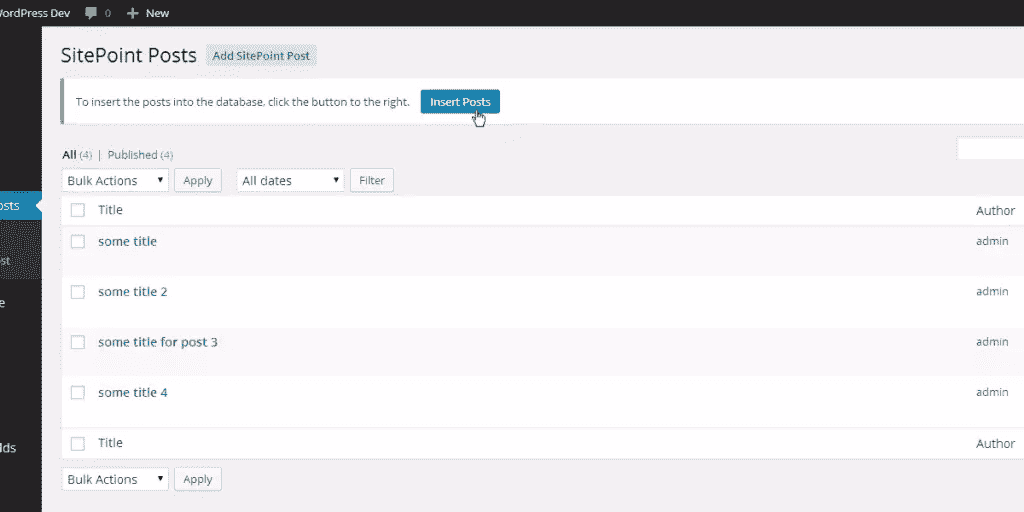 WordPress Dev 0 + New
SitePoint Posts Add SitePoint Post
To insert the posts into the database, click the button to the right. Insert Posts
All (4) | Published (4)
Bulk Actions Apply All dates Filter
Title Author
some title admin
osts
ost
some title 2 admin
e
some title for post 3 admin
some title 4 admin
Title Author
lds
Bulk Actions Apply